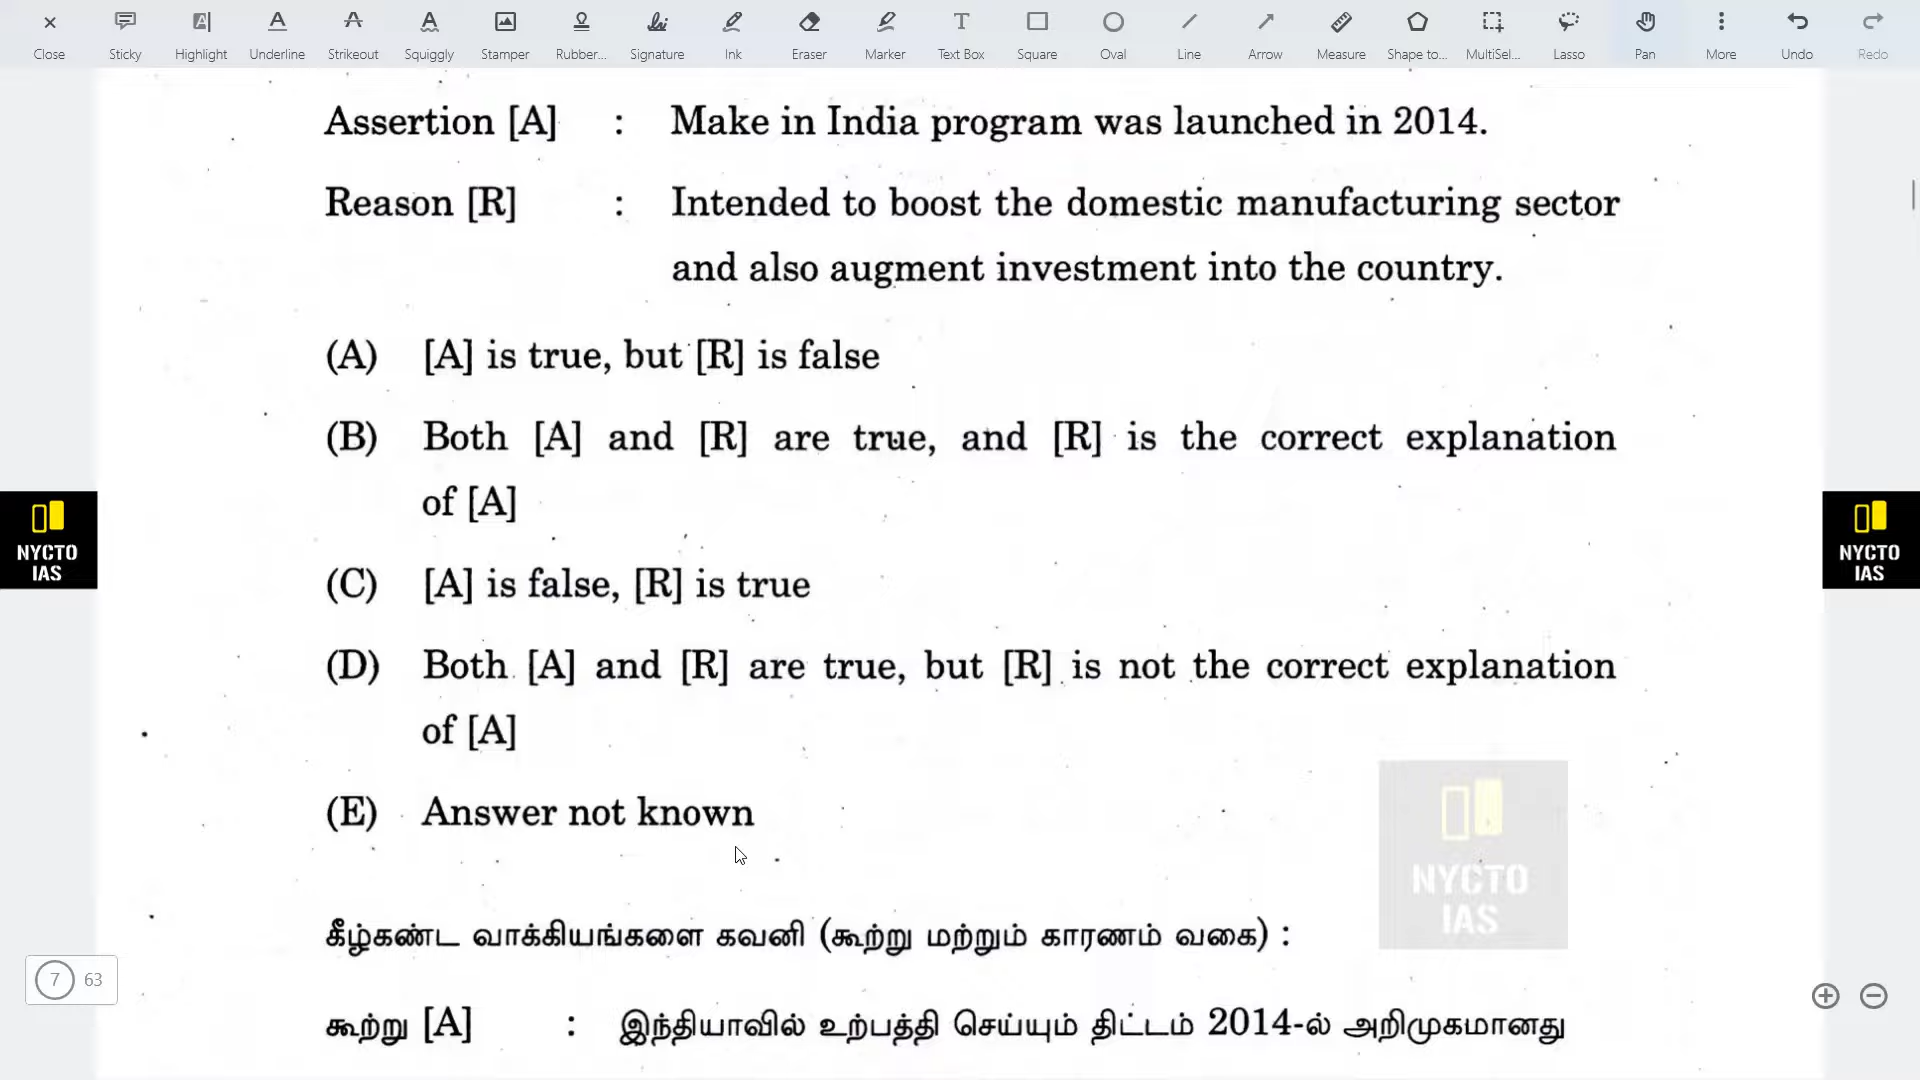 Close Sticky Highlight Underline Strikeout Squiggly Stamper Rubber... Signature Ink Eraser Marker Text Box Square Oval Line Arrow Measure Shape to... MultiSel... Lasso Pan More Undo Redo
Assertion [A] : Make in India program was launched in 2014.
Reason [R] : Intended to boost the domestic manufacturing sector
and also augment investment into the country.
(A) [A] is true, but [R] is false
(B) Both [A] and [R] are true, and [R] is the correct explanation
of [A]
(C) [A] is false, [R] is true
(D) Both [A] and [R] are true, but [R] is not the correct explanation
of [A]
(E) Answer not known
கீழ்கண்ட வாக்கியங்களை கவனி (கூற்று மற்றும் காரணம் வகை) :
கூற்று [A] : இந்தியாவில் உற்பத்தி செய்யும் திட்டம் 2014-ல் அறிமுகமானது
NYCTO
IAS
NYCTO
IAS
NYCTO
IAS
7 63